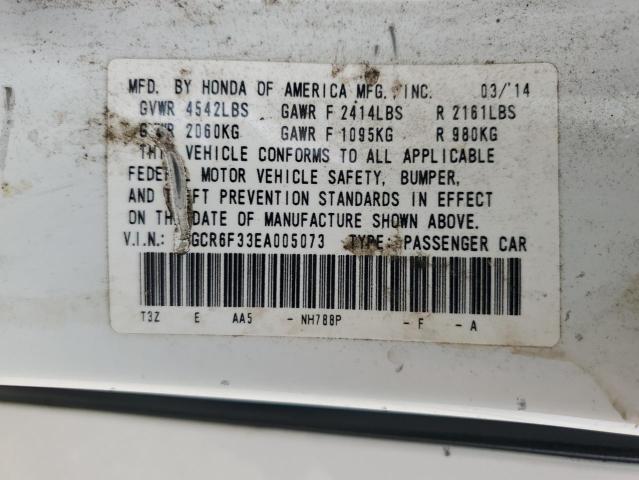 MFD. BY HONDA OF AMERICA MFG., INC. 03/'14
GVWR 4542LBS GAWR F 2414LBS R 2161LBS
2060KG GAWR F 1095KG R 980KG
VEHICLE CONFORMS TO ALL APPLICABLE
MOTOR VEHICLE SAFETY, BUMPER,
AND PREVENTION STANDARDS IN EFFECT
ON THE DATE OF MANUFACTURE SHOWN ABOVE.
V.I.N.: GCR6F33EA005073 TYPE: PASSENGER CAR
T3Z E AA5 - NH788P - F - A